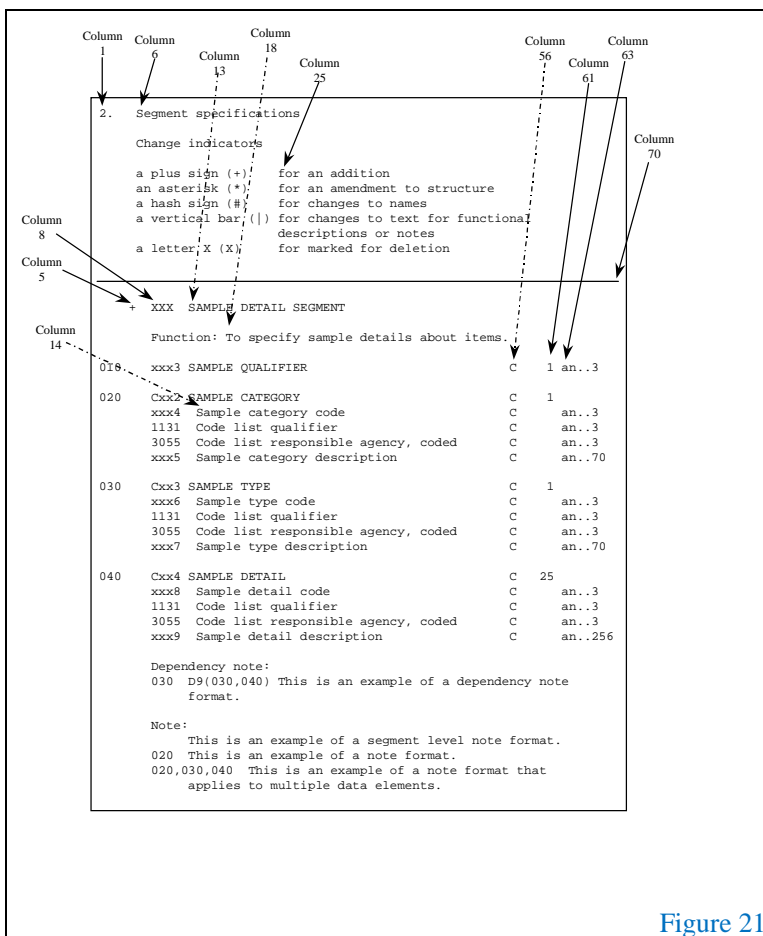 Column
1
Column
6
Column
13
Column
18
Column
25
Column
56
Column
61
Column
63
2. Segment specifications
Change indicators
a plus sign (+) for an addition
an asterisk (*) for an amendment to structure
a hash sign (#) for changes to names
a vertical bar (|) for changes to text for functional
descriptions or notes
a letter X (X) for marked for deletion
Column
70
Column
8
Column
5
+ XXX SAMPLE DETAIL SEGMENT
Function: To specify sample details about items.
Column
14
010 xxx3 SAMPLE QUALIFIER C 1 an..3
020 Cxx2 SAMPLE CATEGORY C 1
xxx4 Sample category code C an..3
1131 Code list qualifier C an..3
3055 Code list responsible agency, coded C an..3
xxx5 Sample category description C an..70
030 Cxx3 SAMPLE TYPE C 1
xxx6 Sample type code C an..3
1131 Code list qualifier C an..3
3055 Code list responsible agency, coded C an..3
xxx7 Sample type description C an..70
040 Cxx4 SAMPLE DETAIL C 25
xxx8 Sample detail code C an..3
1131 Code list qualifier C an..3
3055 Code list responsible agency, coded C an..3
xxx9 Sample detail description C an..256
Dependency note:
030 D9(030,040) This is an example of a dependency note
format.
Note:
This is an example of a segment level note format.
020 This is an example of a note format.
020,030,040 This is an example of a note format that
applies to multiple data elements.
Figure 21